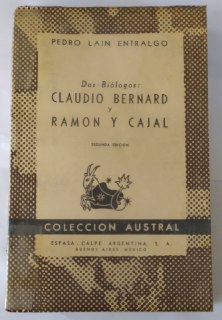 PEDRO LAIN ENTRALGO
Dos Biólogos:
CLAUDIO BERNARD
Y
RAMON Y CAJAL
SEGUNDA EDICION
COLECCION AUSTRAL
ESPASA-CALPE ARGENTINA, S. A.
BUENOS AIRES-MEXICO